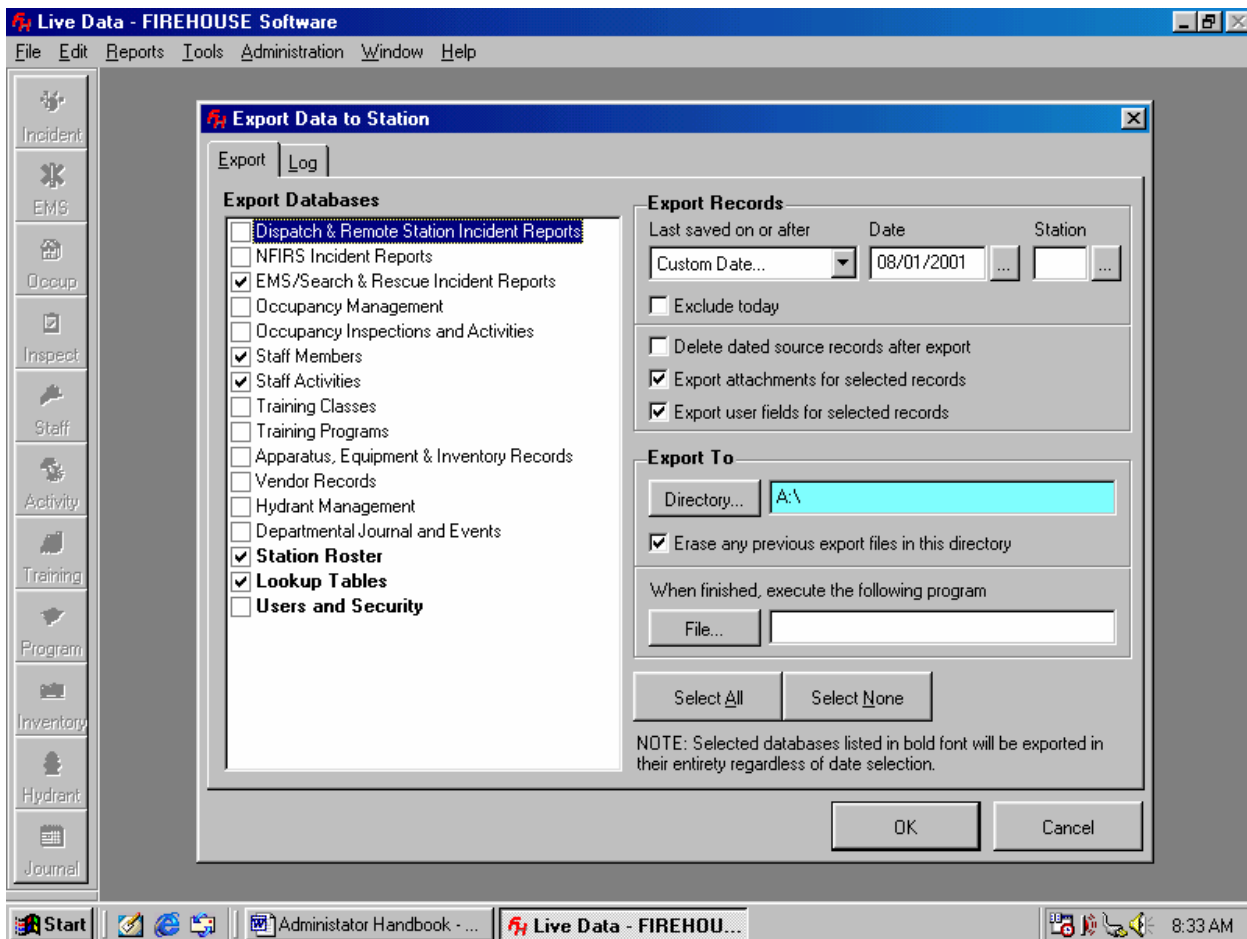 Live Data - FIREHOUSE Software
File Edit Reports Tools Administration Window Help
Incident
EMS
Occup
Inspect
Staff
Activity
Training
Program
Inventory
Hydrant
Journal
Export Data to Station
Export Log
Export Databases
Dispatch & Remote Station Incident Reports
NFIRS Incident Reports
EMS/Search & Rescue Incident Reports
Occupancy Management
Occupancy Inspections and Activities
Staff Members
Staff Activities
Training Classes
Training Programs
Apparatus, Equipment & Inventory Records
Vendor Records
Hydrant Management
Departmental Journal and Events
Station Roster
Lookup Tables
Users and Security
Export Records
Last saved on or after Date Station
Custom Date... 08/01/2001 ... ...
Exclude today
Delete dated source records after export
Export attachments for selected records
Export user fields for selected records
Export To
Directory... A:\
Erase any previous export files in this directory
When finished, execute the following program
File...
Select All Select None
NOTE: Selected databases listed in bold font will be exported in
their entirety regardless of date selection.
OK Cancel
Start Administator Handbook - ... Live Data - FIREHOU... 8:33 AM